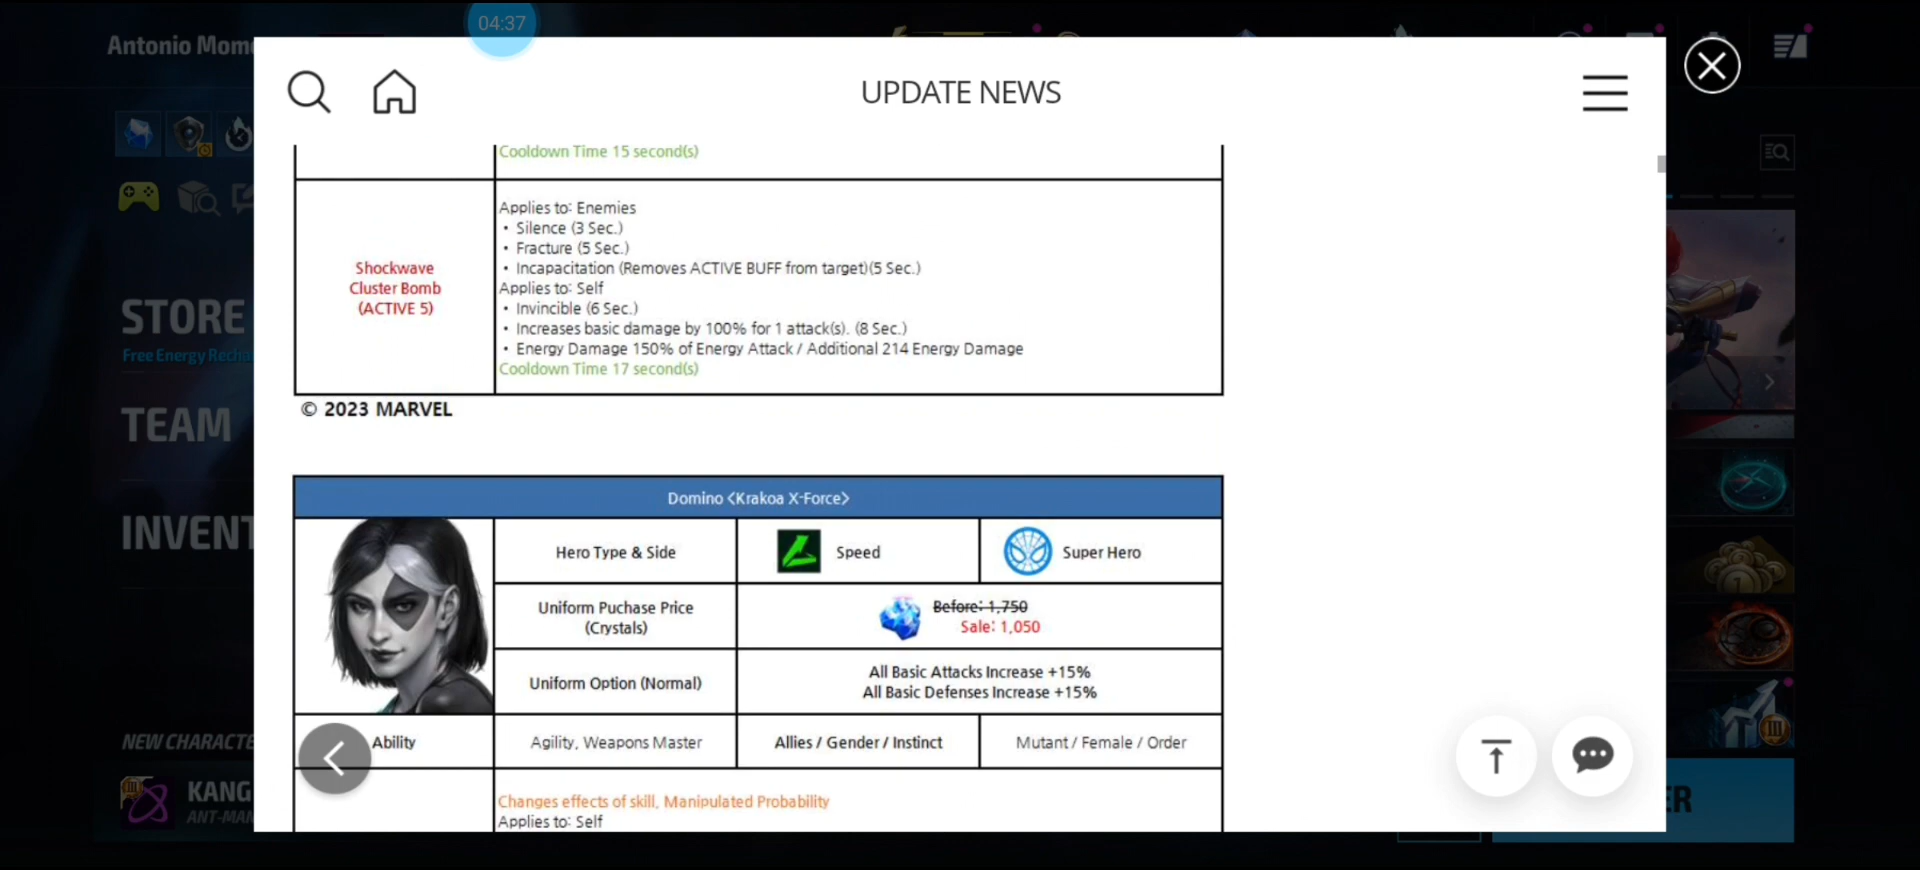 04:37
Antonio Mom
UPDATE NEWS
Cooldown Time 15 second(s)
Shockwave
Cluster Bomb
(ACTIVE 5)
Applies to: Enemies
• Silence (3 Sec.)
• Fracture (5 Sec.)
• Incapacitation (Removes ACTIVE BUFF from target)(5 Sec.)
Applies to: Self
• Invincible (6 Sec.)
• Increases basic damage by 100% for 1 attack(s). (8 Sec.)
• Energy Damage 150% of Energy Attack / Additional 214 Energy Damage
Cooldown Time 17 second(s)
© 2023 MARVEL
STORE
Free Energy Recha
TEAM
INVENT
Domino <Krakoa X-Force>
Hero Type & Side
Speed
Super Hero
Uniform Puchase Price
(Crystals)
Before: 1,750
Sale: 1,050
Uniform Option (Normal)
All Basic Attacks Increase +15%
All Basic Defenses Increase +15%
Ability
Agility, Weapons Master
Allies / Gender / Instinct
Mutant / Female / Order
Changes effects of skill, Manipulated Probability
Applies to: Self
NEW CHARACTE
KANG
ANT-MAN
ER